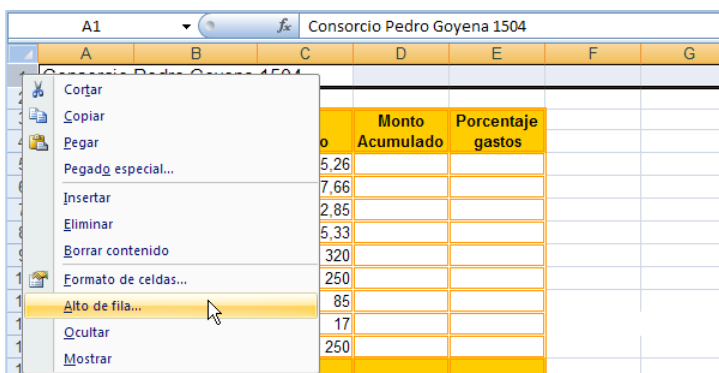 A1 fx Consorcio Pedro Goyena 1504
A B C D E F G
Consorcio Pedro Goyena 1504
Cortar
Copiar
Pegar
Pegado especial...
Insertar
Eliminar
Borrar contenido
Formato de celdas...
Alto de fila...
Ocultar
Mostrar
Monto Porcentaje
o Acumulado gastos
5,26
7,66
2,85
5,33
320
250
85
17
250